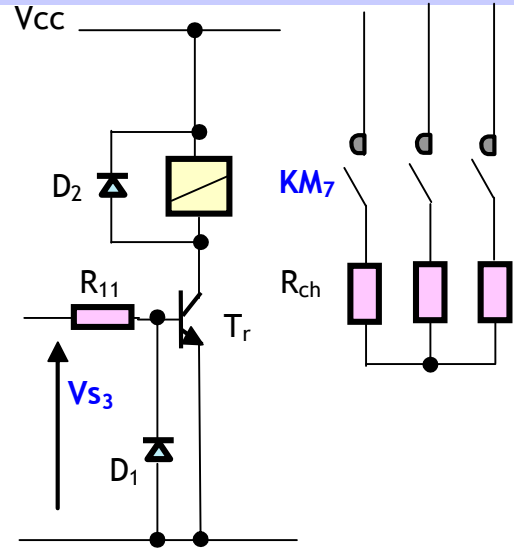 Vcc
D₂
KM₇
R₁₁
Rch
Tr
Vs₃
D₁